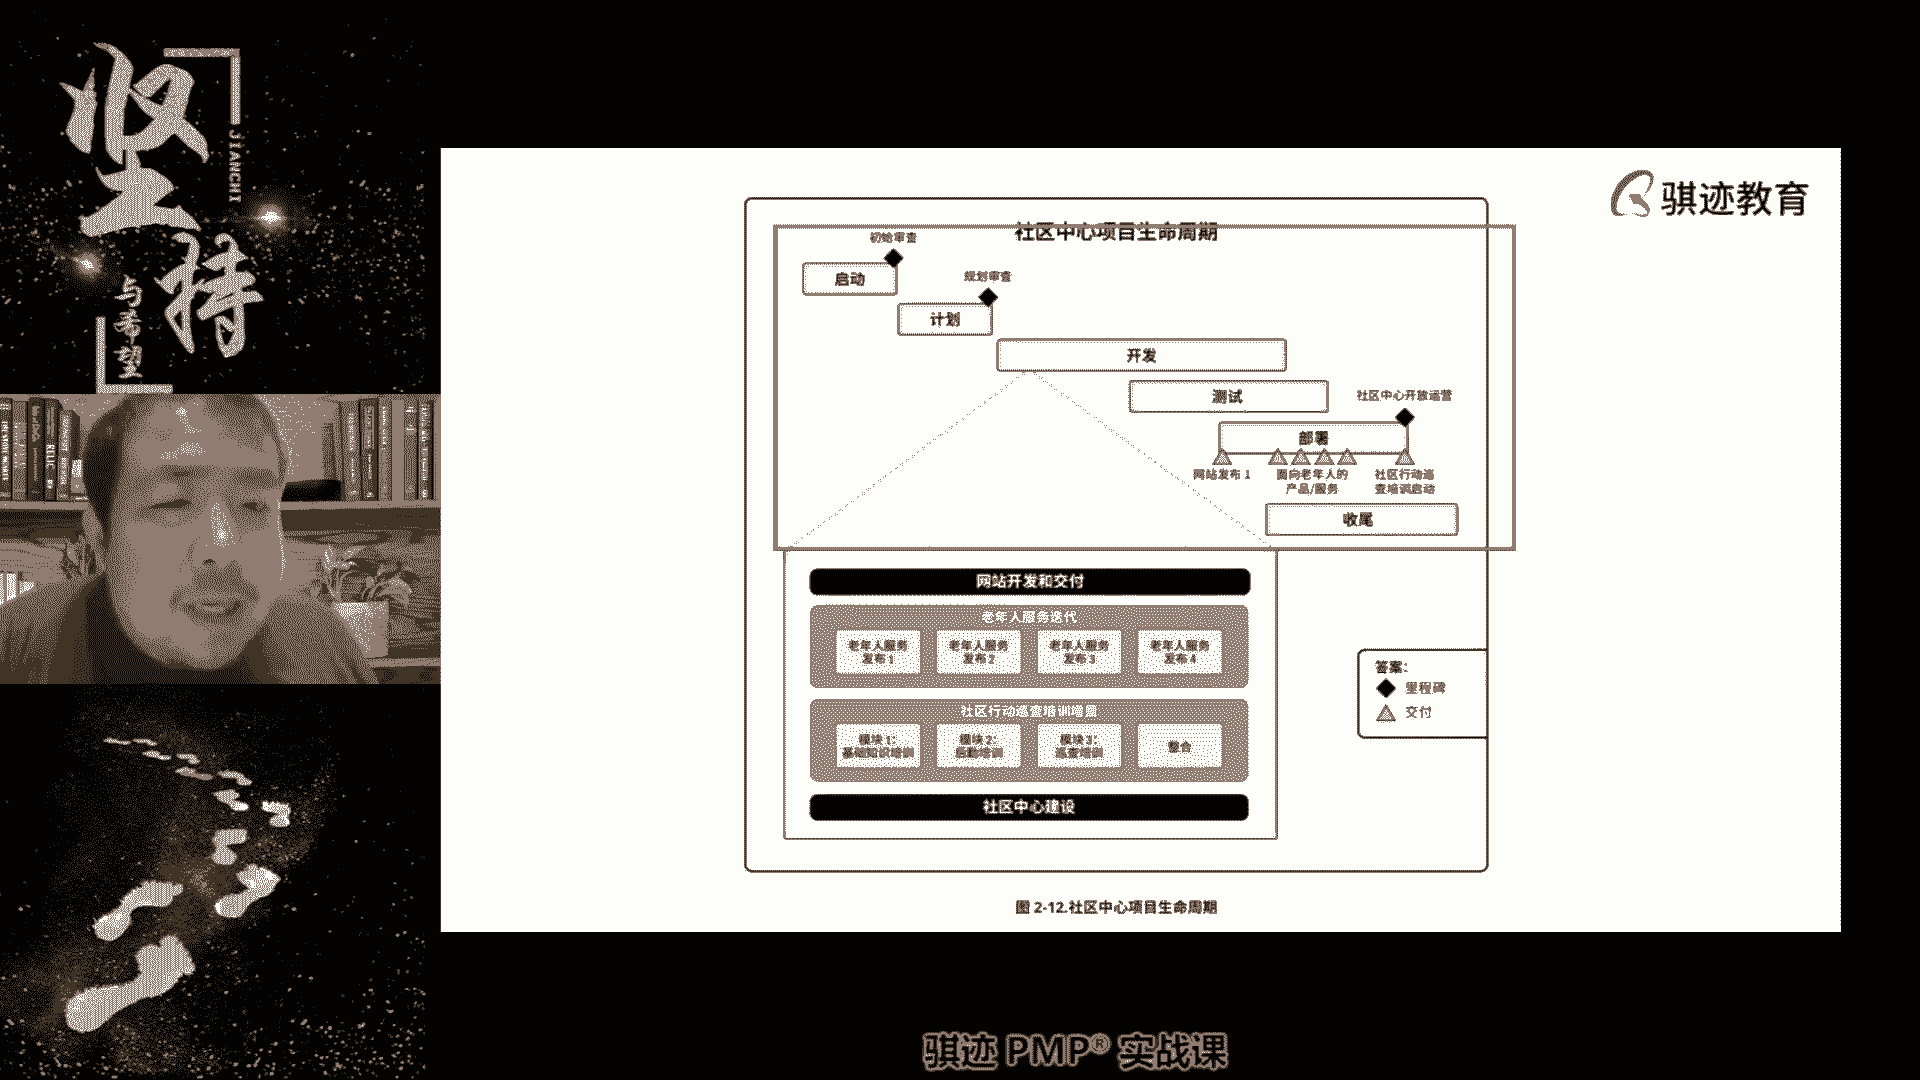 坚持
JIANCHI
与希望
骐迹教育
社区中心项目生命周期
初始审查
启动
规划审查
计划
开发
测试
社区中心开放运营
部署
网站发布 1
面向老年人的
产品/服务
社区行动巡
查培训启动
收尾
网站开发和交付
老年人服务迭代
老年人服务
发布 1
老年人服务
发布 2
老年人服务
发布 3
老年人服务
发布 4
社区行动巡查培训增量
模块 1:
基础知识培训
模块 2:
后勤培训
模块 3:
巡查培训
整合
社区中心建设
答案:
里程碑
交付
图 2-12.社区中心项目生命周期
骐迹 PMP® 实战课